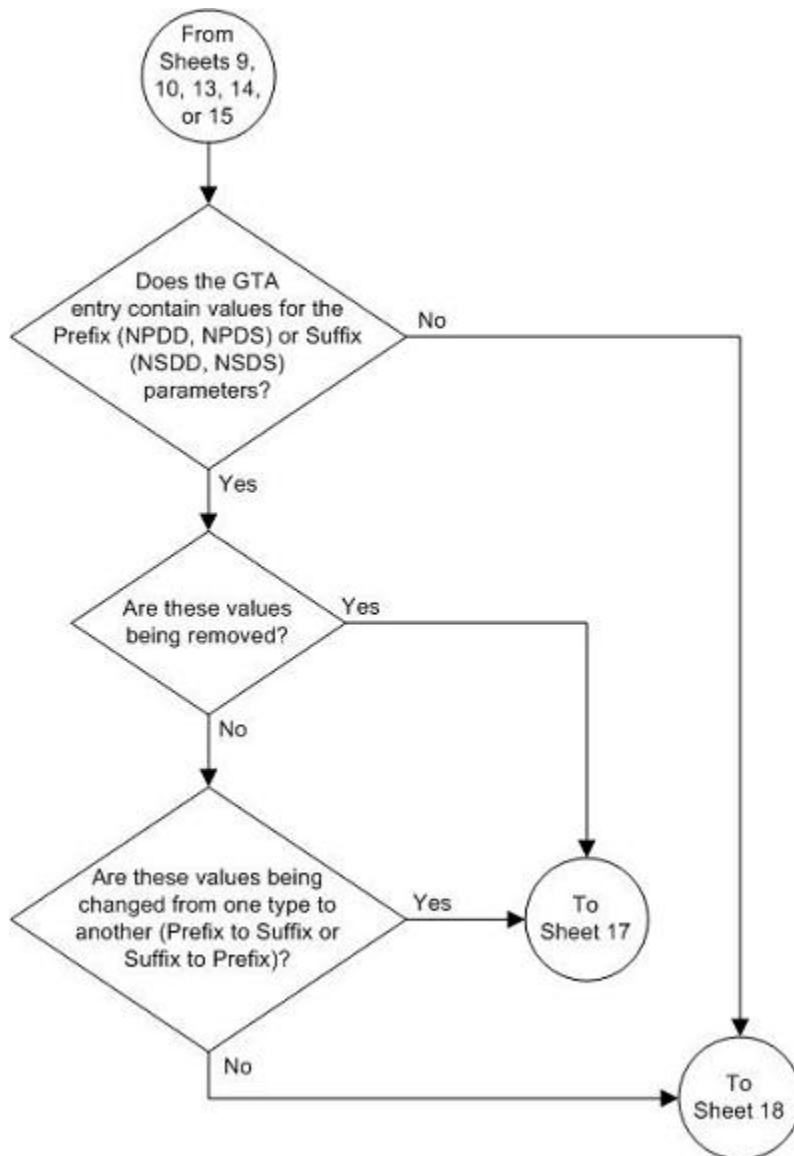 From
Sheets 9,
10, 13, 14,
or 15
Does the GTA
entry contain values for the
Prefix (NPDD, NPDS) or Suffix
(NSDD, NSDS)
parameters?
No
Yes
Are these values
being removed?
Yes
No
Are these values being
changed from one type to
another (Prefix to Suffix or
Suffix to Prefix)?
Yes
To
Sheet 17
No
To
Sheet 18